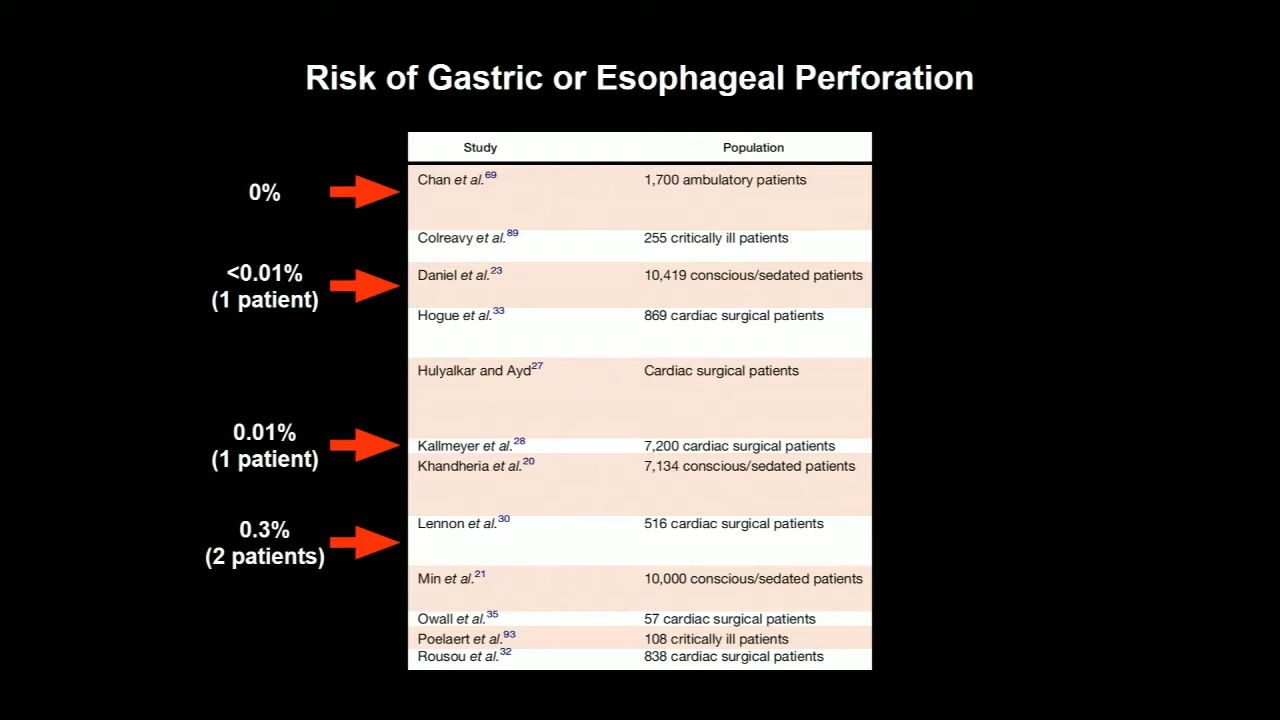 Risk of Gastric or Esophageal Perforation
Study Population
0%
Chan et al.69 1,700 ambulatory patients
Colreavy et al.89 255 critically ill patients
<0.01%
(1 patient)
Daniel et al.23 10,419 conscious/sedated patients
Hogue et al.33 869 cardiac surgical patients
Hulyalkar and Ayd27 Cardiac surgical patients
0.01%
(1 patient)
Kallmeyer et al.28 7,200 cardiac surgical patients
Khandheria et al.20 7,134 conscious/sedated patients
0.3%
(2 patients)
Lennon et al.30 516 cardiac surgical patients
Min et al.21 10,000 conscious/sedated patients
Owall et al.35 57 cardiac surgical patients
Poelaert et al.93 108 critically ill patients
Rousou et al.32 838 cardiac surgical patients